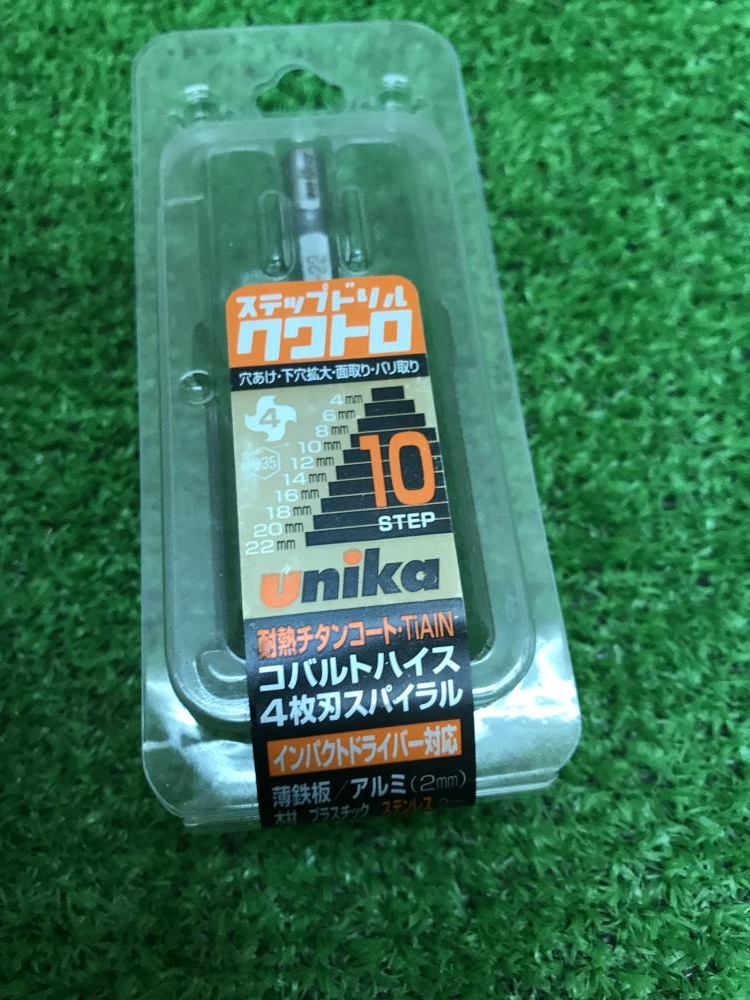 -22
ステップドリル
クワトロ
穴あけ・下穴拡大・面取り・バリ取り
4
4mm
6mm
8mm
10mm
6.35
12mm
14mm
16mm
18mm
20mm
22mm
10
STEP
unika
耐熱チタンコート・TiAlN
コバルトハイス
4枚刃スパイラル
インパクトドライバー対応
薄鉄板/アルミ(2mm)
木材 プラスチック ステンレス